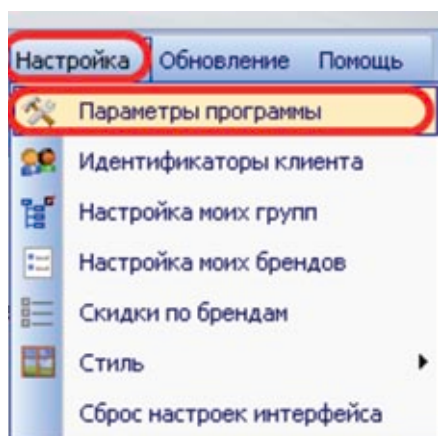 Настройка Обновление Помощь
Параметры программы
Идентификаторы клиента
Настройка моих групп
Настройка моих брендов
Скидки по брендам
Стиль
Сброс настроек интерфейса